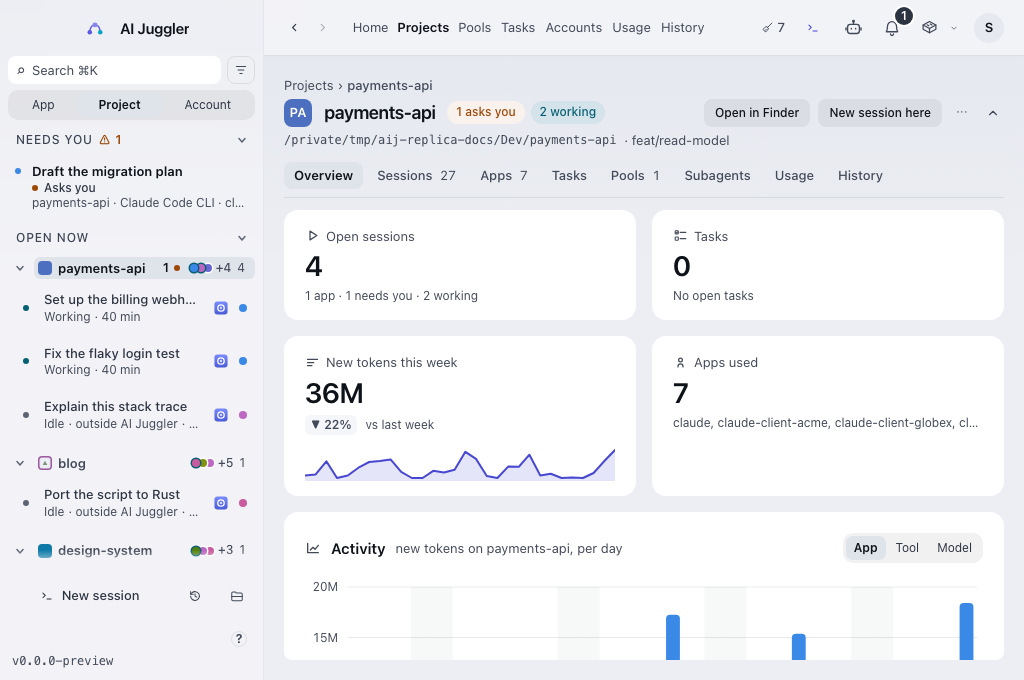 AI Juggler
Search ⌘K
App Project Account
NEEDS YOU 1
Draft the migration plan
Asks you
payments-api · Claude Code CLI · cl...
OPEN NOW
payments-api 1 +4 4
Set up the billing webh...
Working · 40 min
Fix the flaky login test
Working · 40 min
Explain this stack trace
Idle · outside AI Juggler · ...
blog +5 1
Port the script to Rust
Idle · outside AI Juggler · ...
design-system +3 1
New session
?
v0.0.0-preview
Home Projects Pools Tasks Accounts Usage History
7
1
S
Projects › payments-api
PA payments-api 1 asks you 2 working
Open in Finder New session here ...
/private/tmp/aij-replica-docs/Dev/payments-api · feat/read-model
Overview Sessions 27 Apps 7 Tasks Pools 1 Subagents Usage History
Open sessions
4
1 app · 1 needs you · 2 working
Tasks
0
No open tasks
New tokens this week
36M
▼ 22% vs last week
Apps used
7
claude, claude-client-acme, claude-client-globex, cl...
Activity new tokens on payments-api, per day
App Tool Model
20M
15M